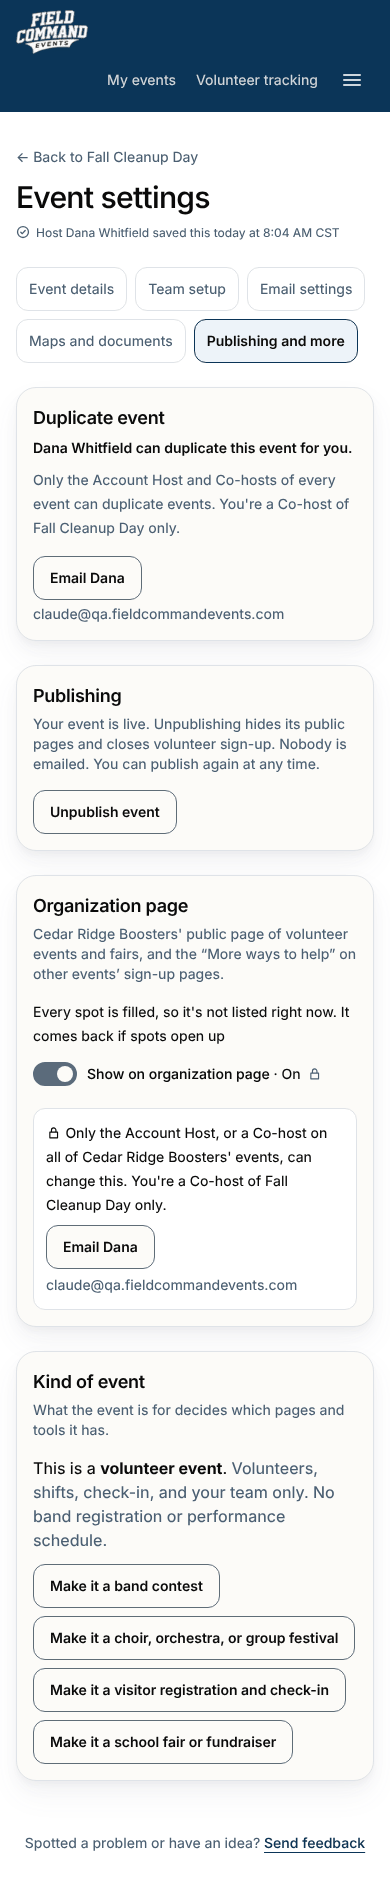 FIELD
COMMAND
EVENTS
My events
Volunteer tracking
← Back to Fall Cleanup Day
Event settings
Host Dana Whitfield saved this today at 8:04 AM CST
Event details
Team setup
Email settings
Maps and documents
Publishing and more
Duplicate event
Dana Whitfield can duplicate this event for you.
Only the Account Host and Co-hosts of every
event can duplicate events. You're a Co-host of
Fall Cleanup Day only.
Email Dana
claude@qa.fieldcommandevents.com
Publishing
Your event is live. Unpublishing hides its public
pages and closes volunteer sign-up. Nobody is
emailed. You can publish again at any time.
Unpublish event
Organization page
Cedar Ridge Boosters' public page of volunteer
events and fairs, and the “More ways to help” on
other events’ sign-up pages.
Every spot is filled, so it's not listed right now. It
comes back if spots open up
Show on organization page · On
Only the Account Host, or a Co-host on
all of Cedar Ridge Boosters' events, can
change this. You're a Co-host of Fall
Cleanup Day only.
Email Dana
claude@qa.fieldcommandevents.com
Kind of event
What the event is for decides which pages and
tools it has.
This is a volunteer event. Volunteers,
shifts, check-in, and your team only. No
band registration or performance
schedule.
Make it a band contest
Make it a choir, orchestra, or group festival
Make it a visitor registration and check-in
Make it a school fair or fundraiser
Spotted a problem or have an idea? Send feedback